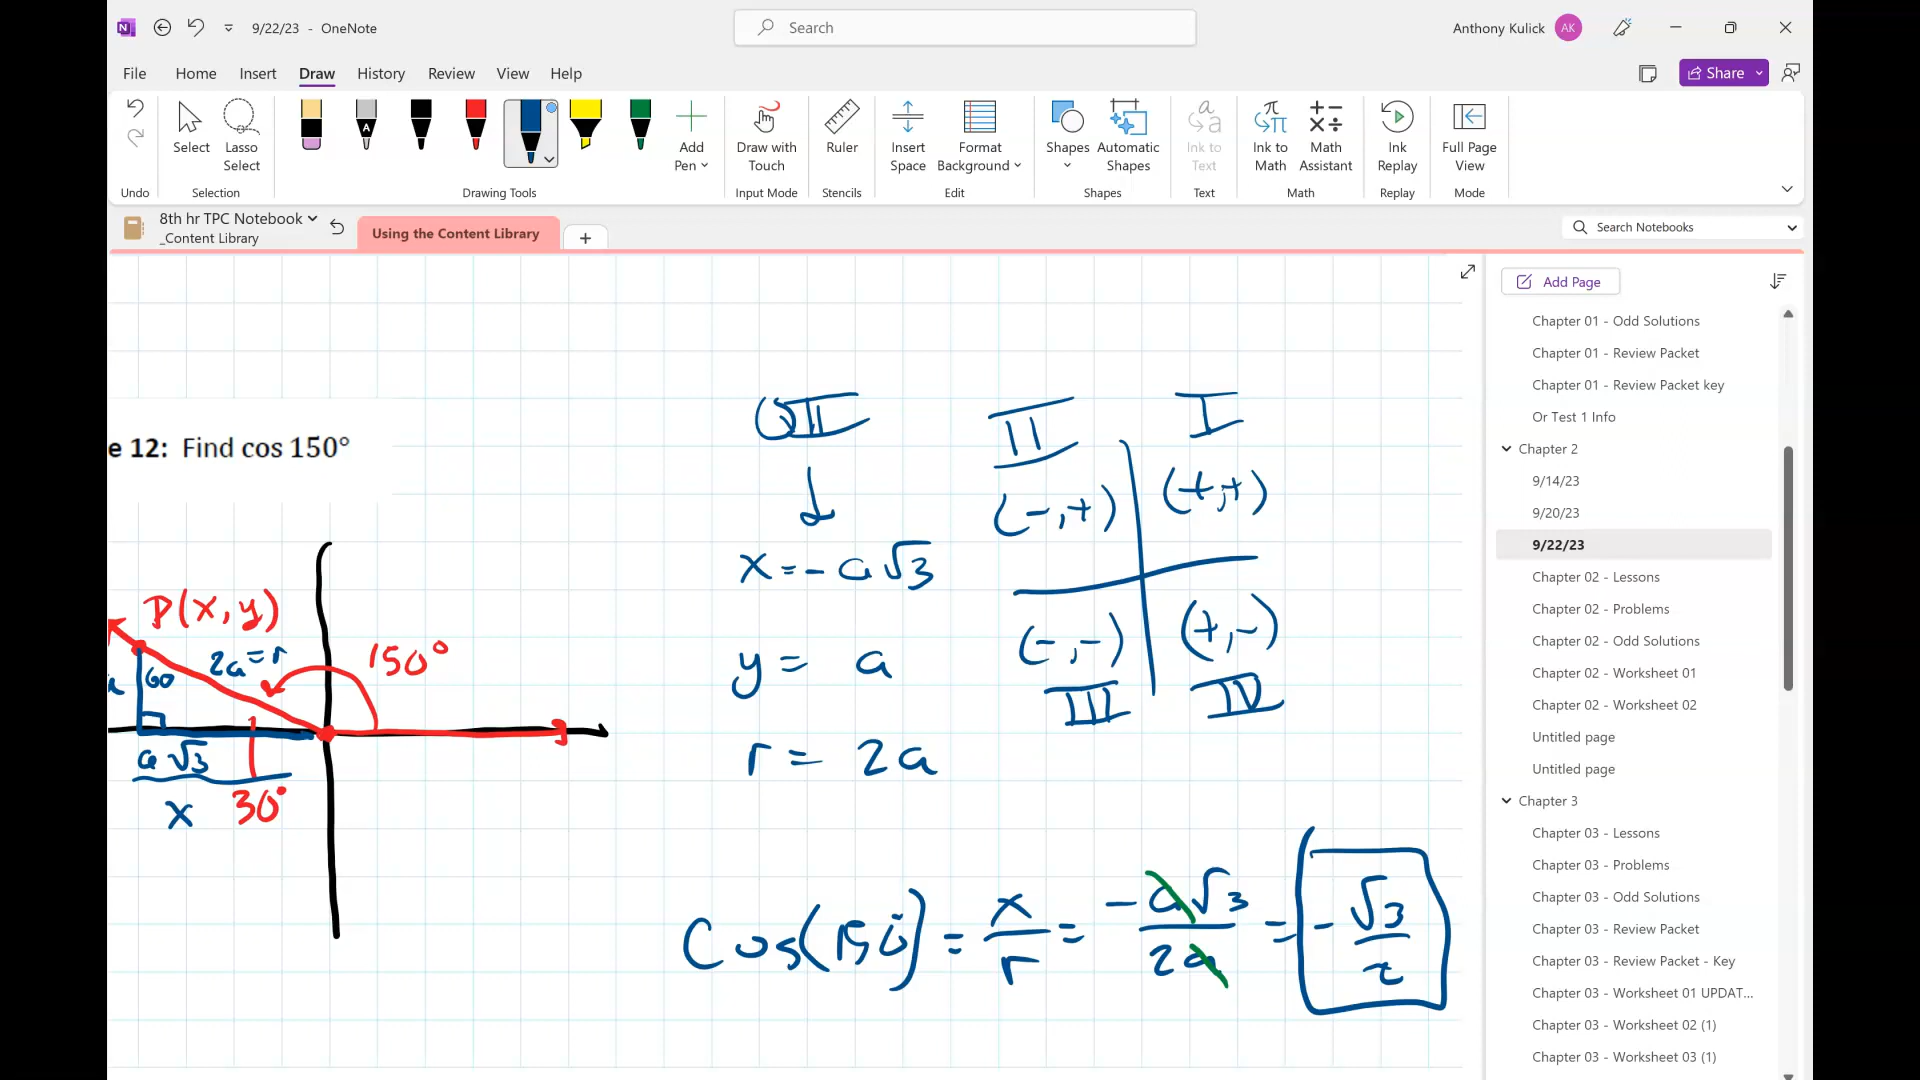 9/22/23 - OneNote
Search
Anthony Kulick AK
File Home Insert Draw History Review View Help
Share
Select
Lasso Select
Add Pen
Draw with Touch
Ruler
Insert Space
Format Background
Shapes
Automatic Shapes
Ink to Text
Ink to Math
Math Assistant
Ink Replay
Full Page View
Undo Selection Drawing Tools Input Mode Stencils Edit Shapes Text Math Replay Mode
8th hr TPC Notebook
_Content Library
Using the Content Library
Search Notebooks
Add Page
Chapter 01 - Odd Solutions
Chapter 01 - Review Packet
Chapter 01 - Review Packet key
Or Test 1 Info
Chapter 2
9/14/23
9/20/23
9/22/23
Chapter 02 - Lessons
Chapter 02 - Problems
Chapter 02 - Odd Solutions
Chapter 02 - Worksheet 01
Chapter 02 - Worksheet 02
Untitled page
Untitled page
Chapter 3
Chapter 03 - Lessons
Chapter 03 - Problems
Chapter 03 - Odd Solutions
Chapter 03 - Review Packet
Chapter 03 - Review Packet - Key
Chapter 03 - Worksheet 01 UPDAT...
Chapter 03 - Worksheet 02 (1)
Chapter 03 - Worksheet 03 (1)
e 12: Find cos 150°
P(x,y)
2a=r
150°
60
a√3
x
30°
QII
x=-a√3
y= a
r= 2a
II I
(-,+) (+,+)
(-,-) (+,-)
III IV
Cos(150°) = x/r = -a√3/2a = -√3/2